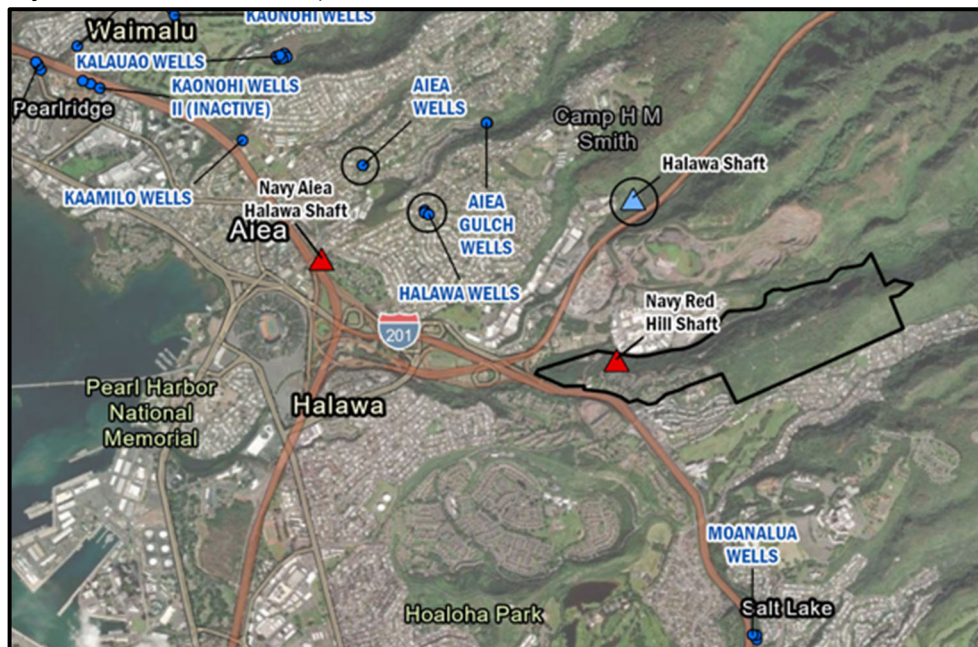 KAONOHI WELLS
Waimalu
KALAUAO WELLS
KAONOHI WELLS
II (INACTIVE)
Pearlridge
AIEA
WELLS
Camp H M
Smith
Halawa Shaft
KAAMILO WELLS
Navy Aiea
Halawa Shaft
Aiea
AIEA
GULCH
WELLS
HALAWA WELLS
Navy Red
Hill Shaft
201
Pearl Harbor
National
Memorial
Halawa
MOANALUA
WELLS
Salt Lake
Hoaloha Park